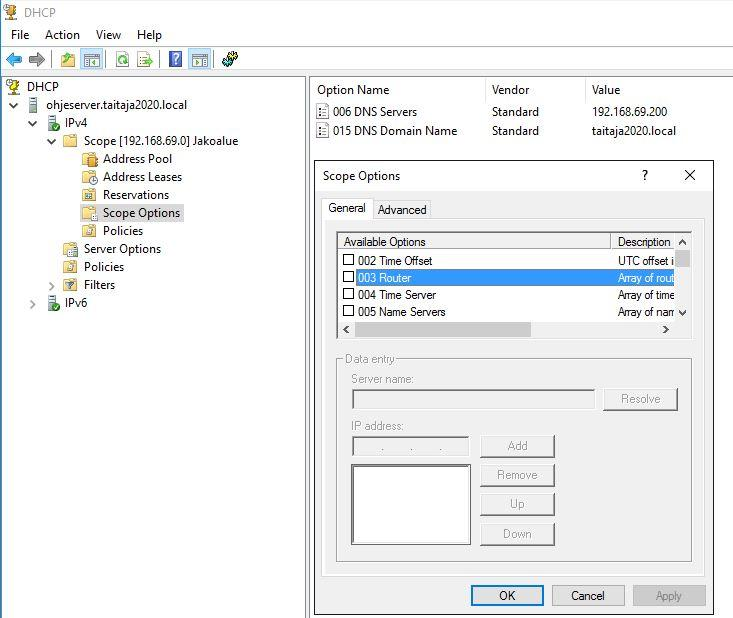 DHCP
File Action View Help
DHCP
ohjeserver.taitaja2020.local
IPv4
Scope [192.168.69.0] Jakoalue
Address Pool
Address Leases
Reservations
Scope Options
Policies
Server Options
Policies
Filters
IPv6
Option Name Vendor Value
006 DNS Servers Standard 192.168.69.200
015 DNS Domain Name Standard taitaja2020.local
Scope Options ?
General Advanced
Available Options Description
002 Time Offset UTC offset i
003 Router Array of rout
004 Time Server Array of time
005 Name Servers Array of nam
Data entry
Server name:
Resolve
IP address:
. . . Add
Remove
Up
Down
OK Cancel Apply